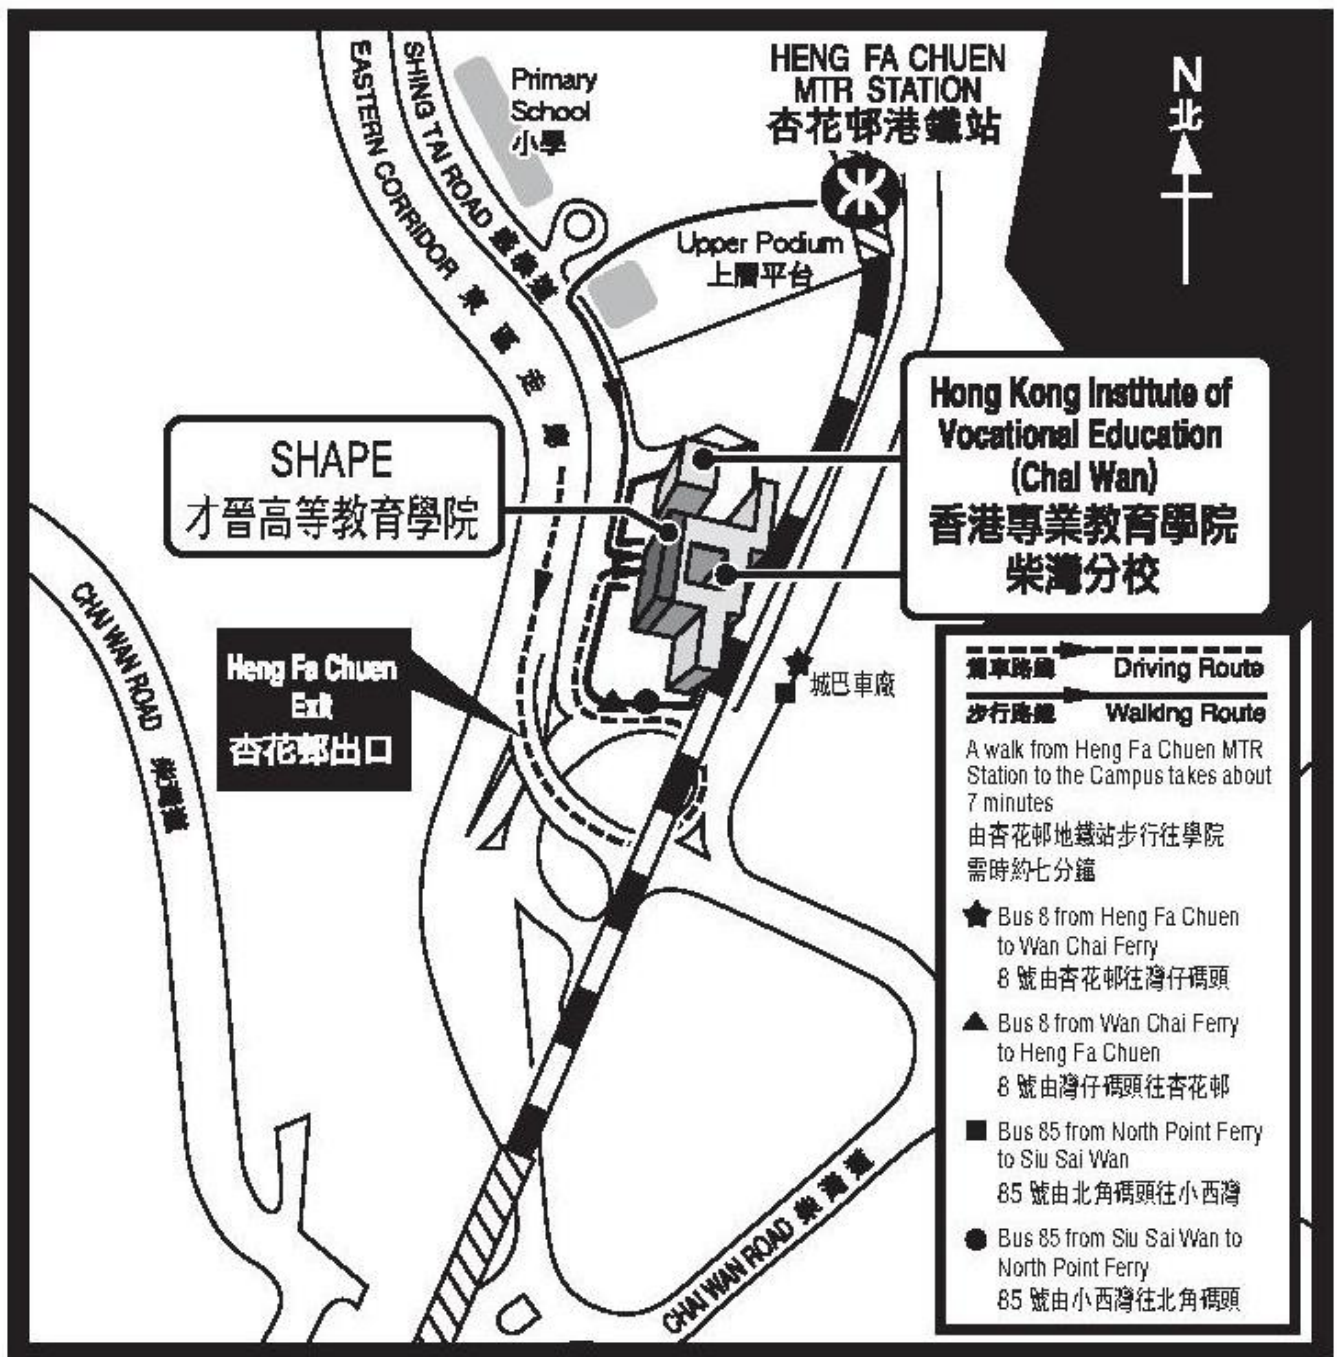 HENG FA CHUEN
MTR STATION
杏花邨港鐵站
N
北
Primary
School
小學
SHING TAI ROAD 盛泰道
EASTERN CORRIDOR 東區走廊
Upper Podium
上層平台
Hong Kong Institute of
Vocational Education
(Chai Wan)
香港專業教育學院
柴灣分校
SHAPE
才晉高等教育學院
CHAI WAN ROAD 柴灣道
Heng Fa Chuen
Exit
杏花邨出口
城巴車廠
駕車路線 Driving Route
步行路線 Walking Route
A walk from Heng Fa Chuen MTR
Station to the Campus takes about
7 minutes
由杏花邨地鐵站步行往學院
需時約七分鐘
Bus 8 from Heng Fa Chuen
to Wan Chai Ferry
8 號由杏花邨往灣仔碼頭
Bus 8 from Wan Chai Ferry
to Heng Fa Chuen
8 號由灣仔碼頭往杏花邨
Bus 85 from North Point Ferry
to Siu Sai Wan
85 號由北角碼頭往小西灣
Bus 85 from Siu Sai Wan to
North Point Ferry
85 號由小西灣往北角碼頭
CHAI WAN ROAD 柴灣道